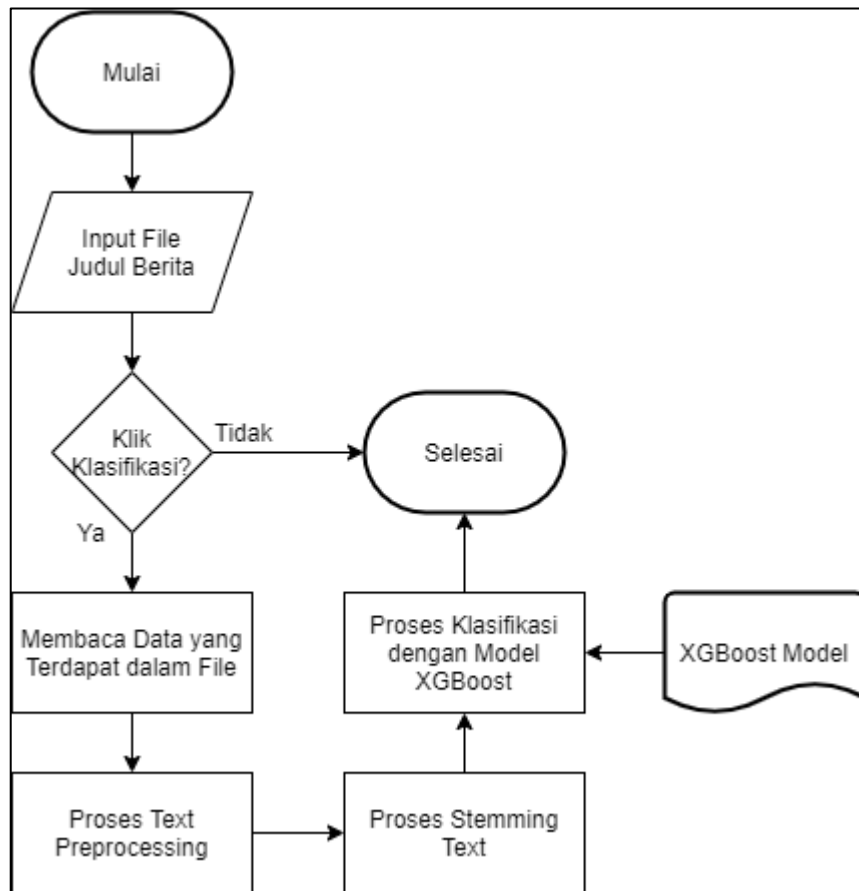 Mulai
Input File
Judul Berita
Klik
Klasifikasi?
Tidak
Selesai
Ya
Membaca Data yang
Terdapat dalam File
Proses Klasifikasi
dengan Model
XGBoost
XGBoost Model
Proses Text
Preprocessing
Proses Stemming
Text